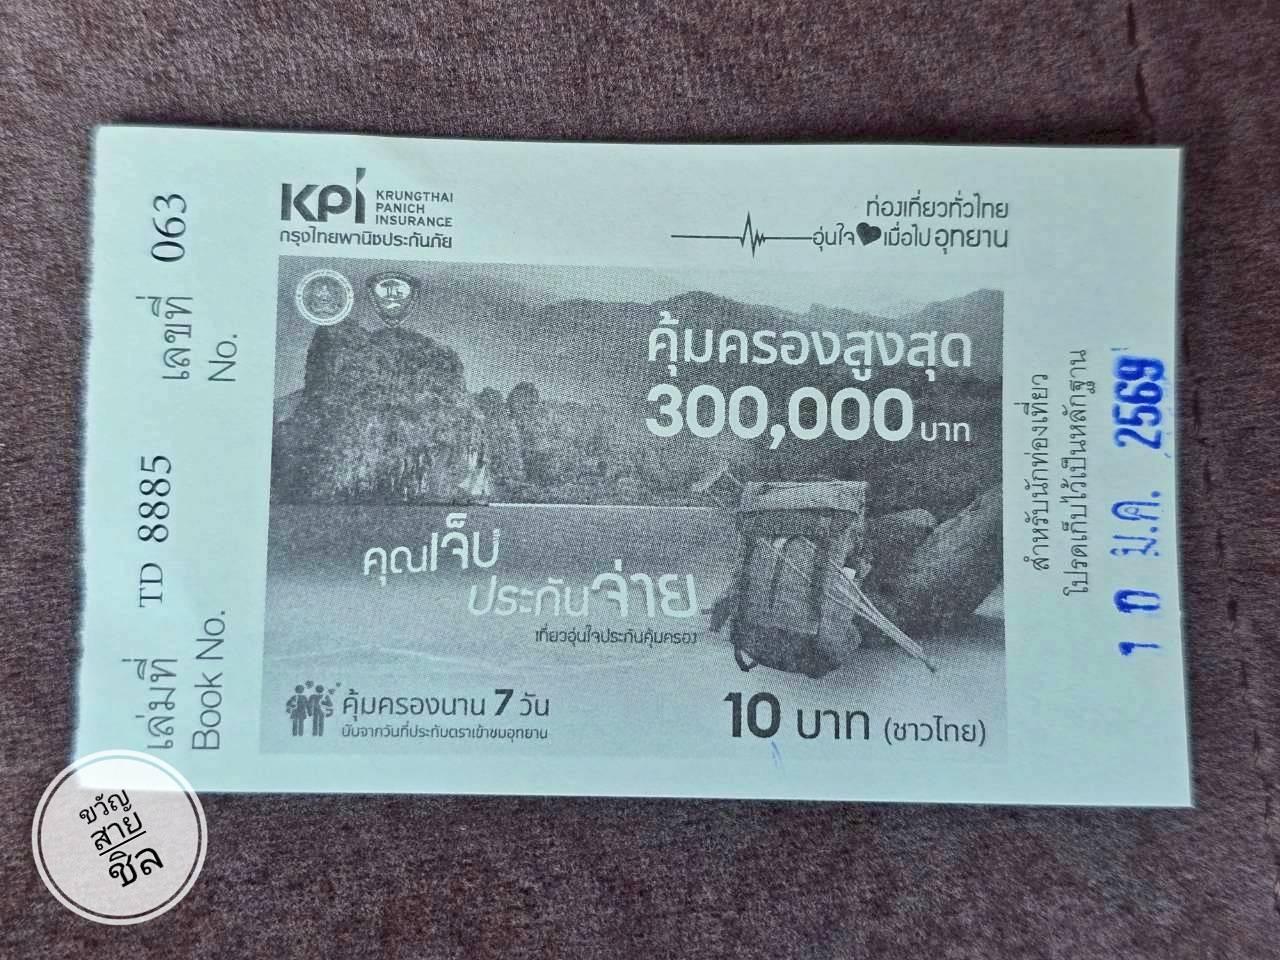 เล่มที่ TD 8885 เลขที่ 063
Book No. No.
KPI KRUNGTHAI
PANICH
INSURANCE
กรุงไทยพานิชประกันภัย
ท่องเที่ยวทั่วไทย
อุ่นใจ เมื่อไป อุทยาน
คุ้มครองสูงสุด
300,000 บาท
คุณเจ็บ
ประกันจ่าย
เที่ยวอุ่นใจประกันคุ้มครอง
คุ้มครองนาน 7 วัน
นับจากวันที่ประทับตราเข้าชมอุทยาน
10 บาท (ชาวไทย)
สำหรับนักท่องเที่ยว
โปรดเก็บไว้เป็นหลักฐาน
1 0 ม.ค. 2569
ขวัญ
สาย
ชิล